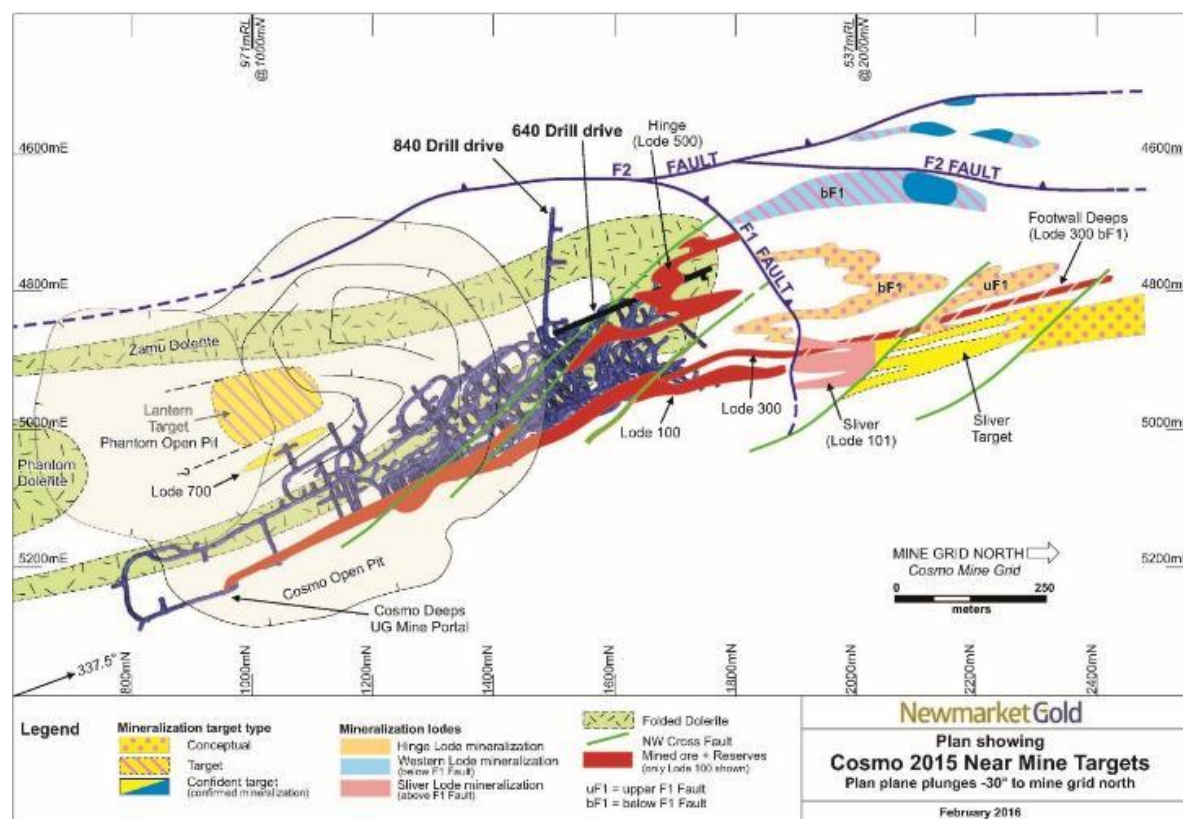 971mRL
@1000mN
537mRL
@2000mN
4600mE
4800mE
5000mE
5200mE
4600mE
4800mE
5000mE
5200mE
840 Drill drive
640 Drill drive
Hinge
(Lode 500)
F2 FAULT
F2 FAULT
F1 FAULT
bF1
Footwall Deeps
(Lode 300 bF1)
bF1
uF1
Zamu Dolerite
Lantern
Target
Phantom Open Pit
Phantom
Dolerite
Lode 700
Lode 300
Lode 100
Sliver
(Lode 101)
Sliver
Target
Cosmo Open Pit
Cosmo Deeps
UG Mine Portal
MINE GRID NORTH
Cosmo Mine Grid
0 250
meters
337.5°
800mN
1000mN
1200mN
1400mN
1600mN
1800mN
2000mN
2200mN
2400mN
Legend
Mineralization target type
Conceptual
Target
Confident target
(confirmed mineralization)
Mineralization lodes
Hinge Lode mineralization
Western Lode mineralization
(below F1 Fault)
Sliver Lode mineralization
(above F1 Fault)
Folded Dolerite
NW Cross Fault
Mined ore + Reserves
(only Lode 100 shown)
uF1 = upper F1 Fault
bF1 = below F1 Fault
NewmarketGold
Plan showing
Cosmo 2015 Near Mine Targets
Plan plane plunges -30° to mine grid north
February 2016